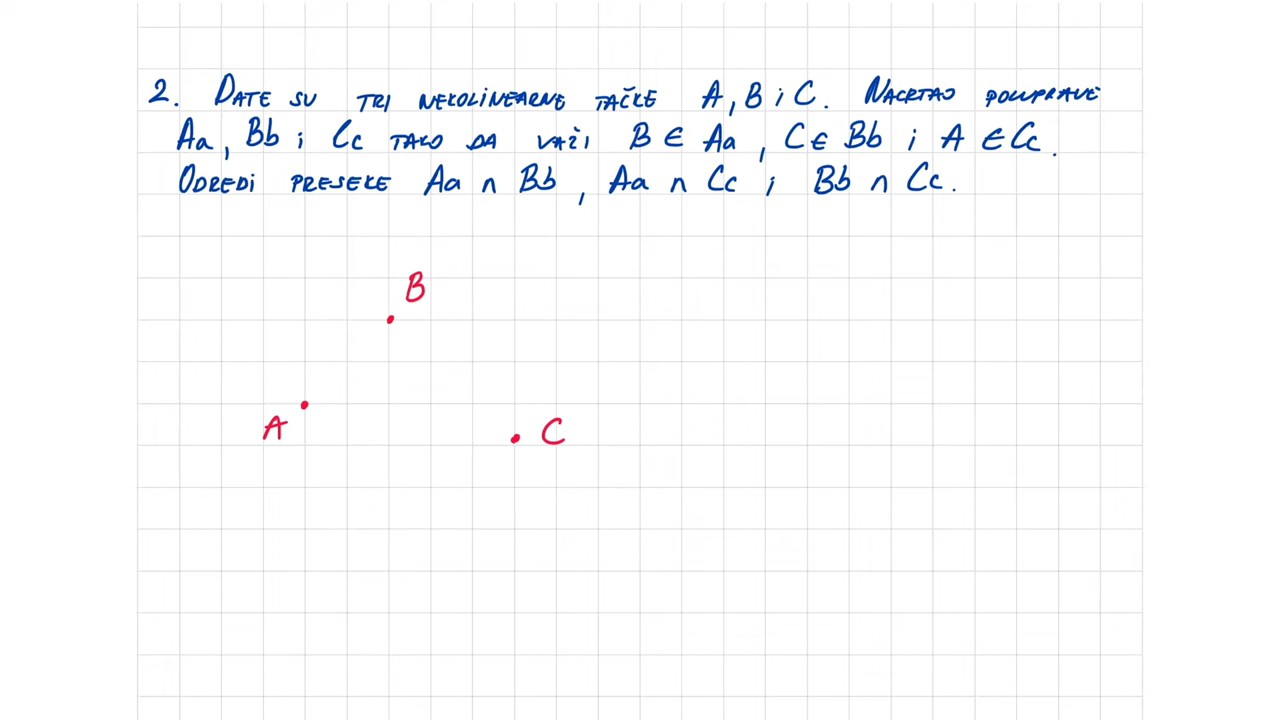 2. DATE SU TRI NEKOLINEARNE TAČKE A, B i C. NACRTAO POLUPRAVE
Aa, Bb i Cc TAKO DA VAŽI B ∈ Aa, C ∈ Bb i A ∈ Cc.
ODREDI PRESEKE Aa ∩ Bb, Aa ∩ Cc i Bb ∩ Cc.
B
A
C